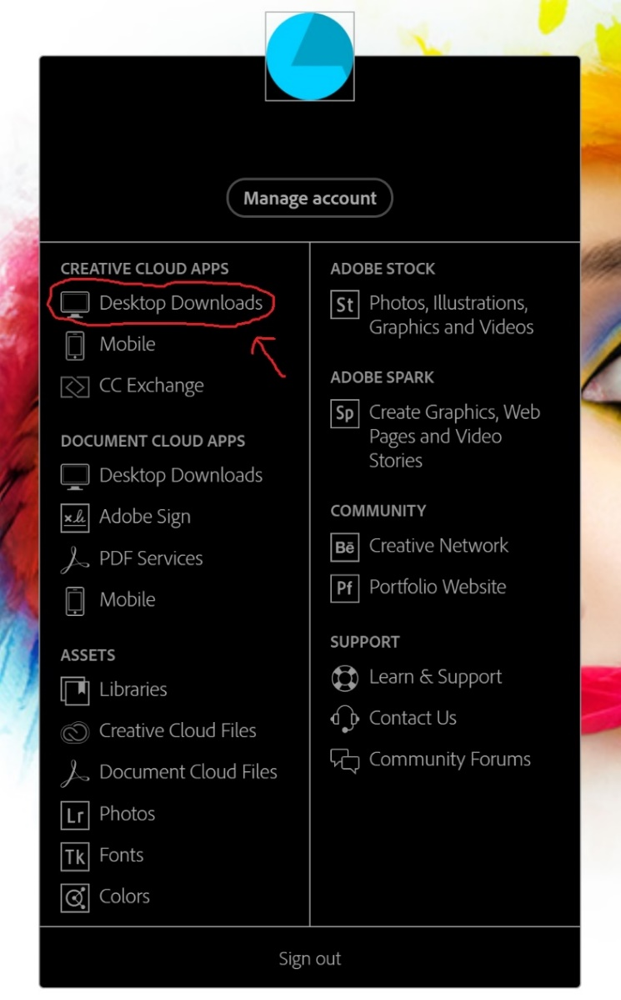 Manage account
CREATIVE CLOUD APPS
Desktop Downloads
Mobile
CC Exchange
DOCUMENT CLOUD APPS
Desktop Downloads
Adobe Sign
PDF Services
Mobile
ASSETS
Libraries
Creative Cloud Files
Document Cloud Files
Lr Photos
Tk Fonts
Colors
ADOBE STOCK
St Photos, Illustrations,
Graphics and Videos
ADOBE SPARK
Sp Create Graphics, Web
Pages and Video
Stories
COMMUNITY
Bē Creative Network
Pf Portfolio Website
SUPPORT
Learn & Support
Contact Us
Community Forums
Sign out